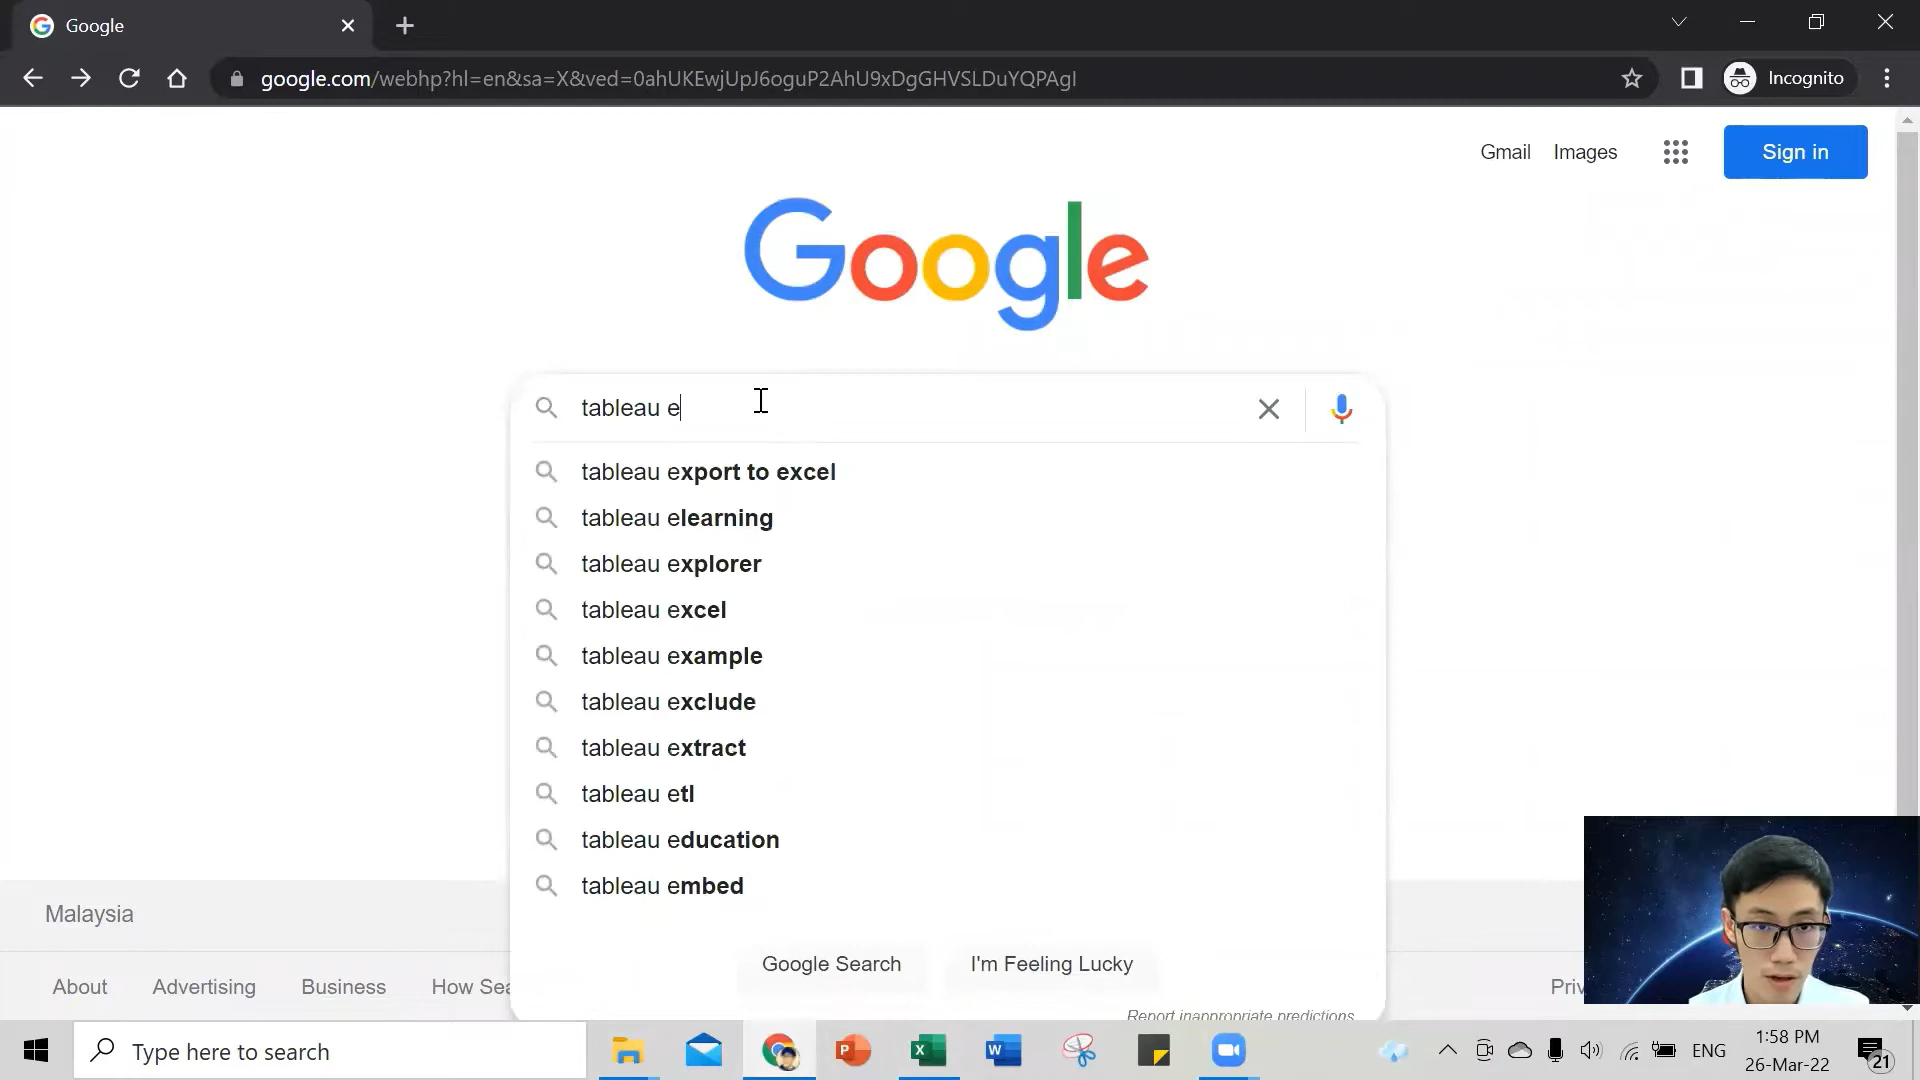 Google
google.com/webhp?hl=en&sa=X&ved=0ahUKEwjUpJ6oguP2AhU9xDgGHVSLDuYQPAgI
Incognito
Gmail
Images
Sign in
Google
tableau e
tableau export to excel
tableau elearning
tableau explorer
tableau excel
tableau example
tableau exclude
tableau extract
tableau etl
tableau education
tableau embed
Google Search
I'm Feeling Lucky
Report inappropriate predictions
Malaysia
About
Advertising
Business
How Sea
Priv
Type here to search
ENG
1:58 PM
26-Mar-22
21